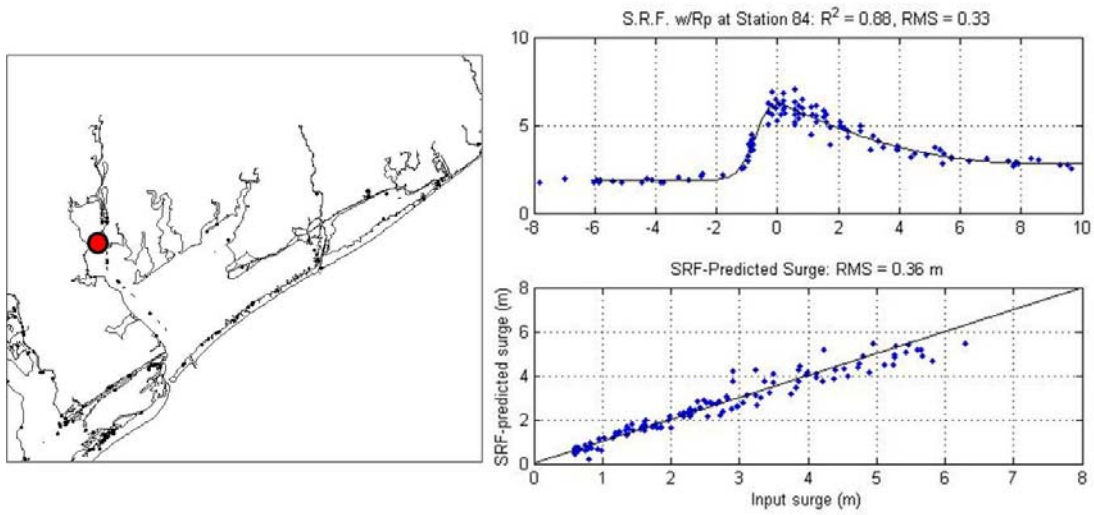 S.R.F. w/Rp at Station 84: R² = 0.88, RMS = 0.33
10
5
0
-8 -6 -4 -2 0 2 4 6 8 10
SRF-Predicted Surge: RMS = 0.36 m
SRF-predicted surge (m)
8
6
4
2
0
0 1 2 3 4 5 6 7 8
Input surge (m)